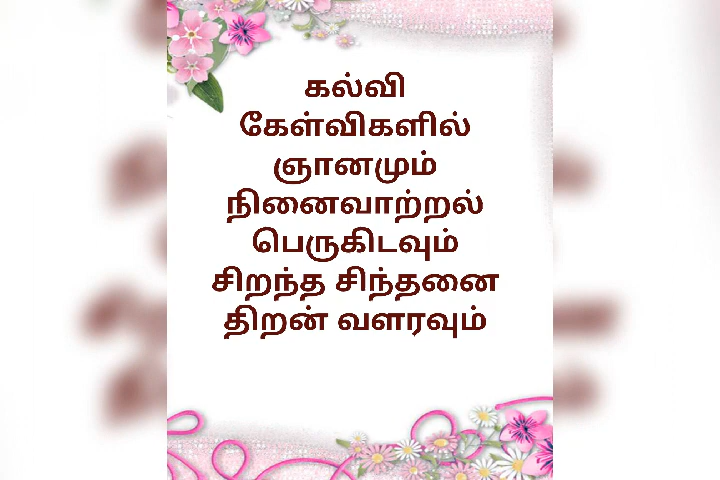 கல்வி
கேள்விகளில்
ஞானமும்
நினைவாற்றல்
பெருகிடவும்
சிறந்த சிந்தனை
திறன் வளரவும்